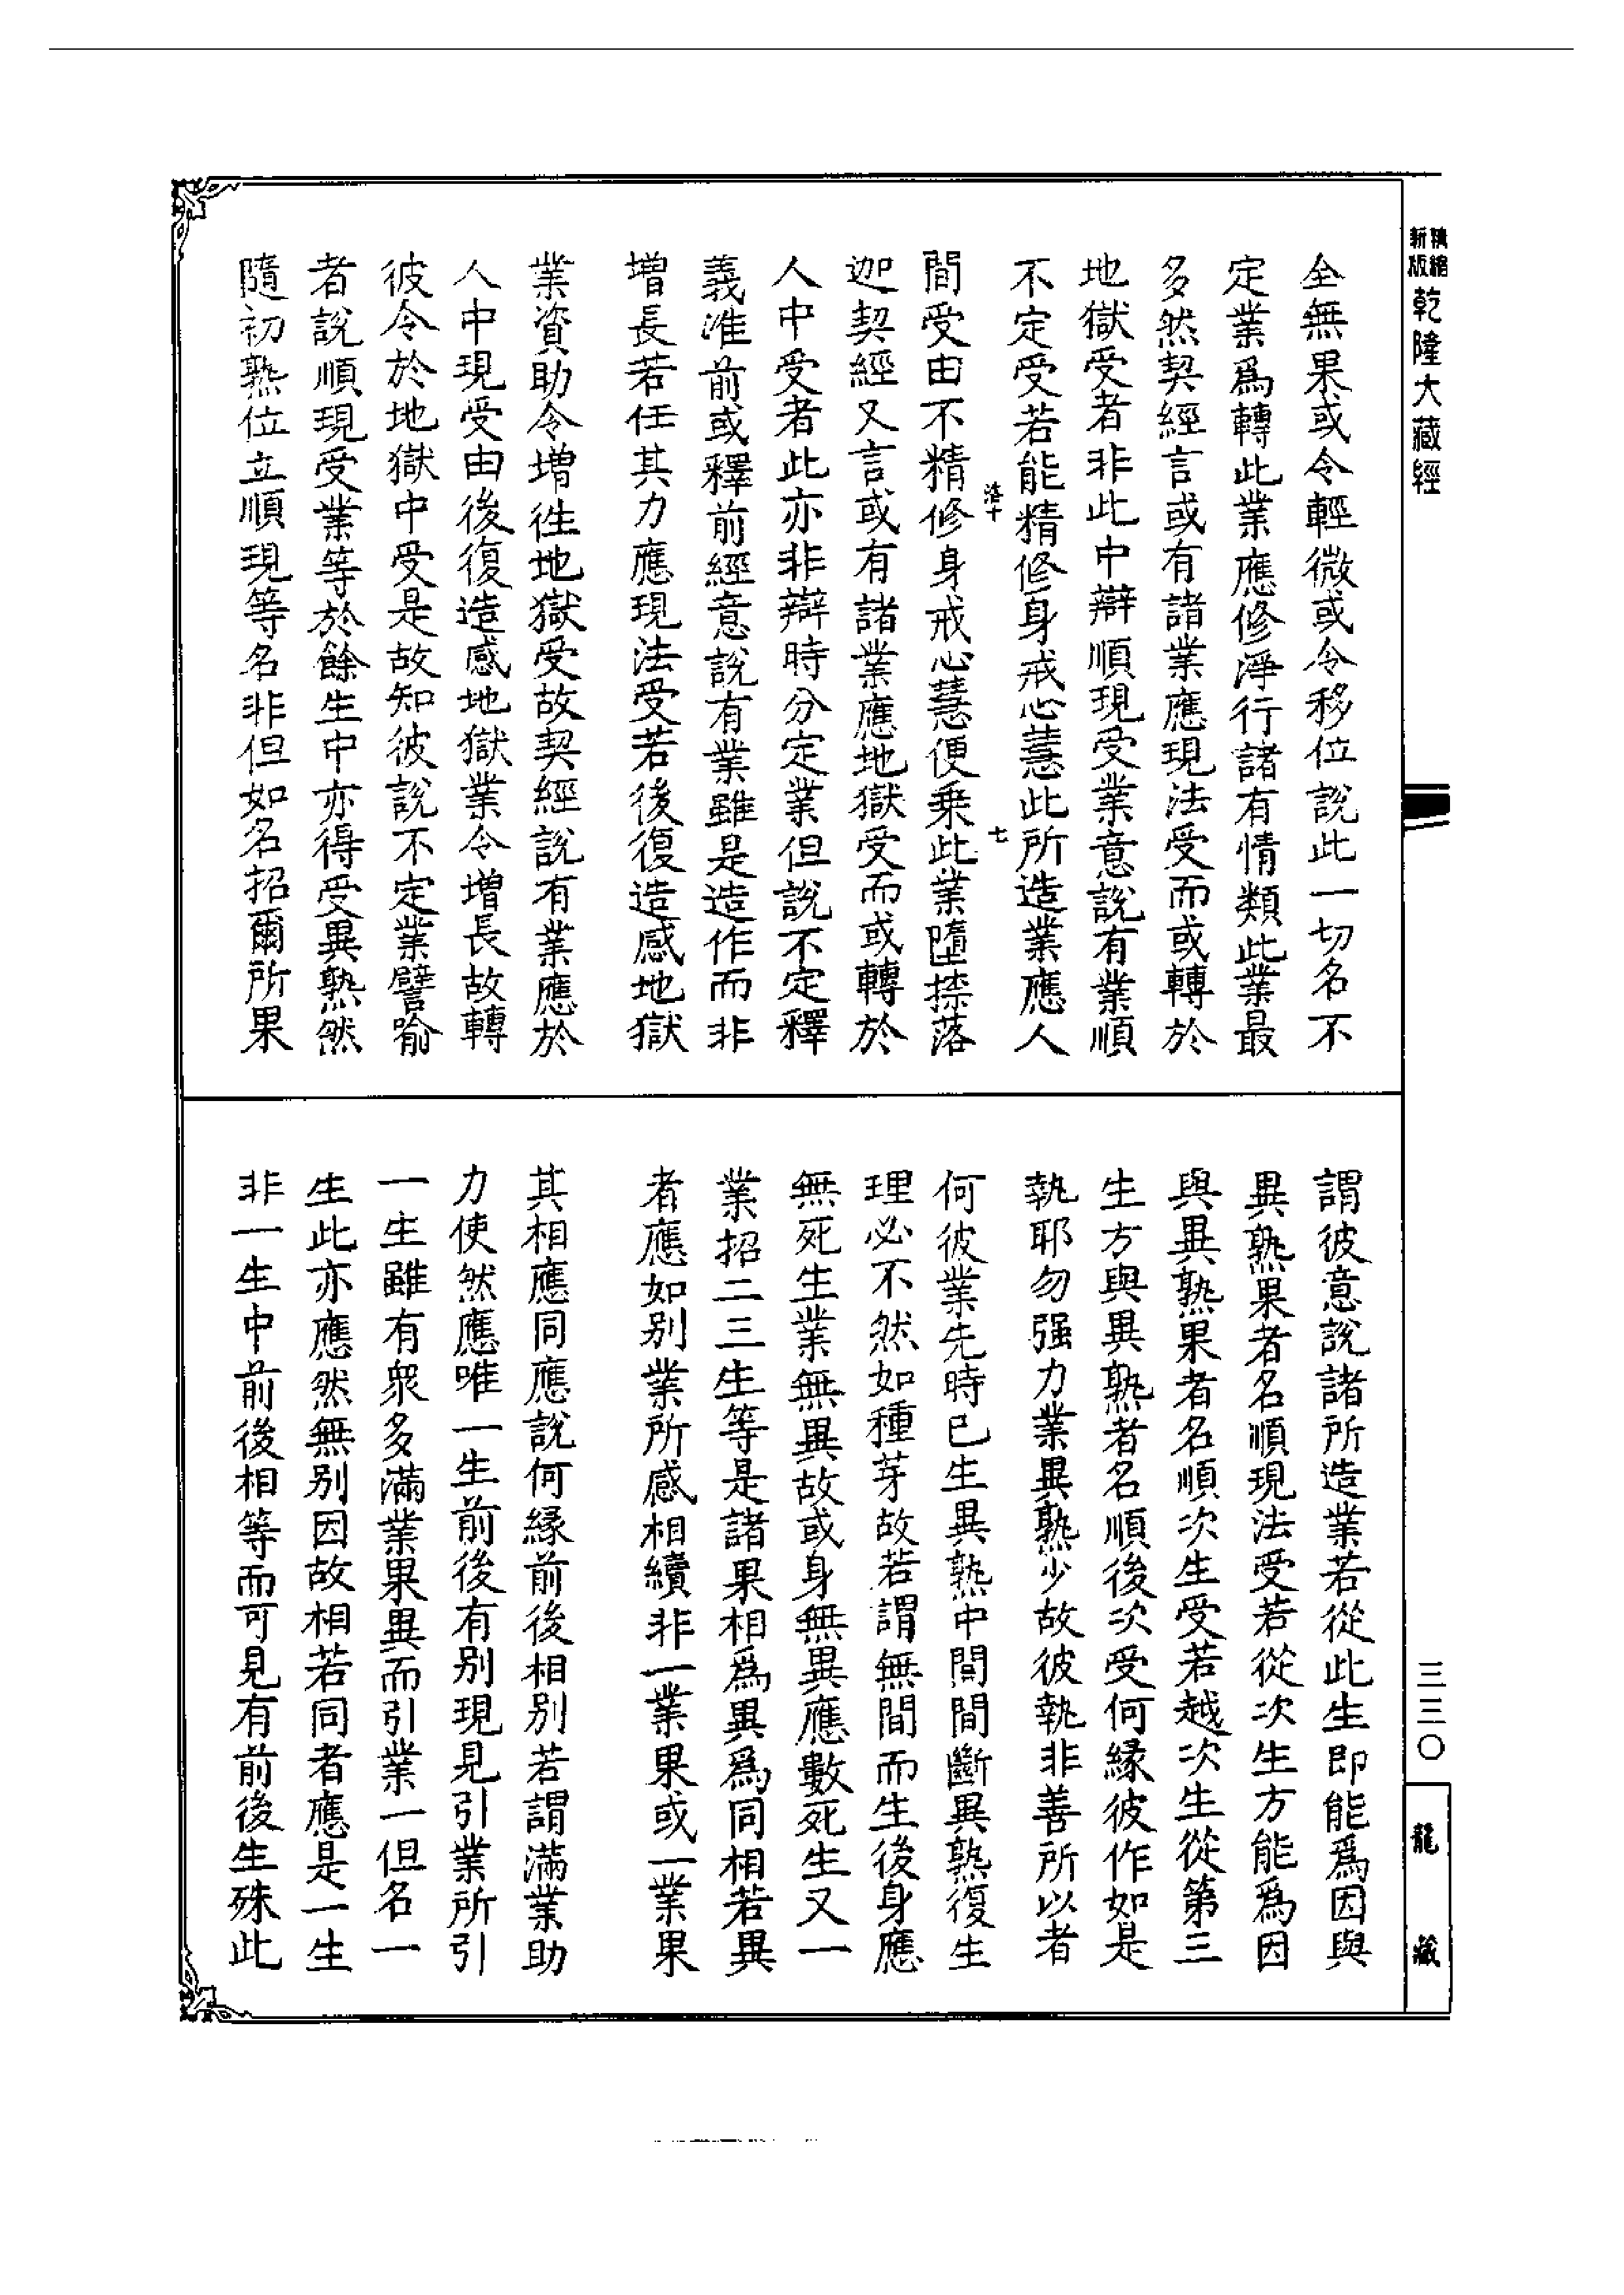 精縮
新版
乾隆大藏經
全無果或令輕微或令移位說此一切名不
定業爲轉此業應修淨行諸有情類此業最
多然契經言或有諸業應現法受而或轉於
地獄受者非此中辯順現受業意說有業順
不定受若能精修身戒心慧此所造業應人
洛十
七
間受由不精修身戒心慧便乗此業墮捺落
迦契經又言或有諸業應地獄受而或轉於
人中受者此亦非辯時分定業但說不定釋
義准前或釋前經意說有業雖是造作而非
增長若任其力應現法受若後復造感地獄
業資助令增徃地獄受故契經說有業應於
人中現受由後復造感地獄業令增長故轉
彼令於地獄中受是故知彼說不定業譬喻
者說順現受業等於餘生中亦得受異熟然
隨初熟位立順現等名非但如名招爾所果
謂彼意說諸所造業若從此生即能爲因與
異熟果者名順現法受若從次生方能爲因
與異熟果者名順次生受若越次生從第三
生方與異熟者名順後次受何緣彼作如是
執耶勿强力業異熟少故彼執非善所以者
何彼業先時已生異熟中間間斷異熟復生
理必不然如種芽故若謂無間而生後身應
無死生業無異故或身無異應數死生又一
業招二三生等是諸果相爲異爲同相若異
者應如别業所感相續非一業果或一業果
其相應同應說何緣前後相别若謂滿業助
力使然應唯一生前後有别現見引業所引
一生雖有衆多滿業果異而引業一但名一
生此亦應然無别因故相若同者應是一生
非一生中前後相等而可見有前後生殊此
三三〇
龍藏